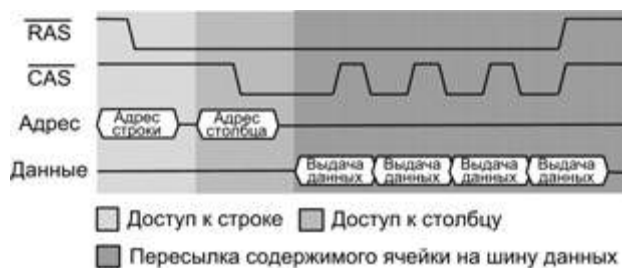 RAS
CAS
Адрес
Адрес строки
Адрес столбца
Данные
Выдача данных
Выдача данных
Выдача данных
Выдача данных
Доступ к строке
Доступ к столбцу
Пересылка содержимого ячейки на шину данных